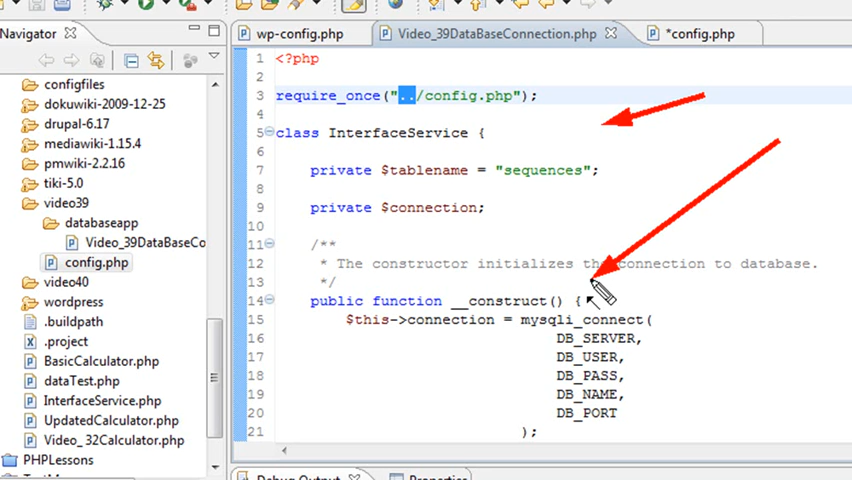 Navigator
wp-config.php
Video_39DataBaseConnection.php
*config.php
configfiles
dokuwiki-2009-12-25
drupal-6.17
mediawiki-1.15.4
pmwiki-2.2.16
tiki-5.0
video39
databaseapp
Video_39DataBaseCo
config.php
video40
wordpress
.buildpath
.project
BasicCalculator.php
dataTest.php
InterfaceService.php
UpdatedCalculator.php
Video_ 32Calculator.php
PHPLessons
1 <?php
2
3 require_once("../config.php");
4
5 class InterfaceService {
6
7 private $tablename = "sequences";
8
9 private $connection;
10
11 /**
12 * The constructor initializes the connection to database.
13 */
14 public function __construct() {
15 $this->connection = mysqli_connect(
16 DB_SERVER,
17 DB_USER,
18 DB_PASS,
19 DB_NAME,
20 DB_PORT
21 );
Debug Output
Properties